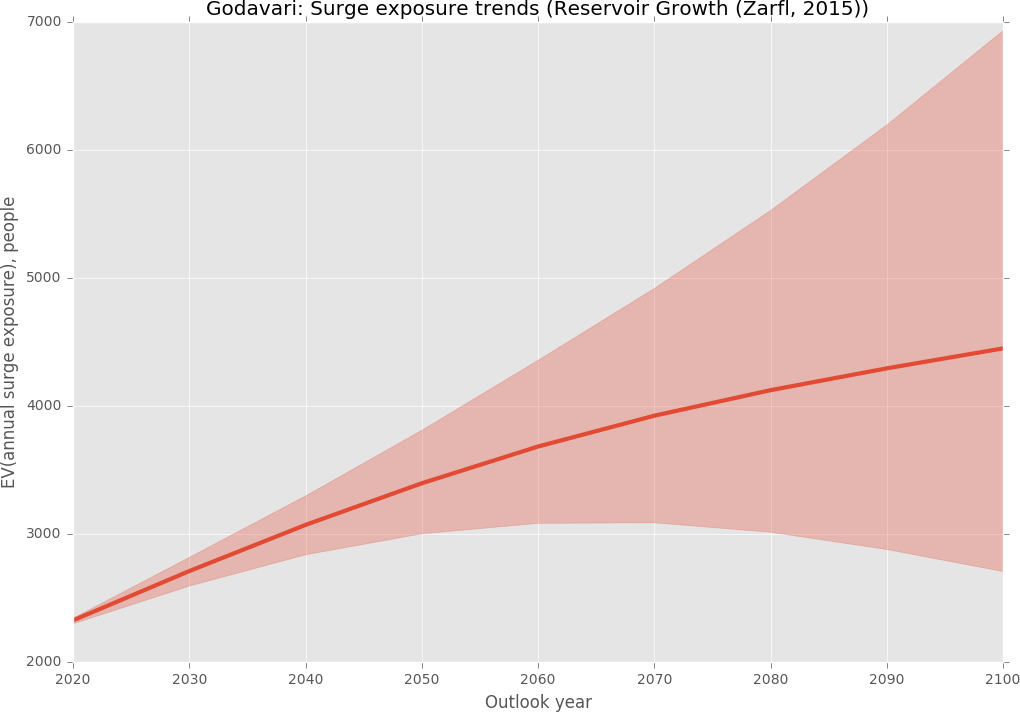 Godavari: Surge exposure trends (Reservoir Growth (Zarfl, 2015))
7000
6000
5000
4000
3000
2000
EV(annual surge exposure), people
2020 2030 2040 2050 2060 2070 2080 2090 2100
Outlook year